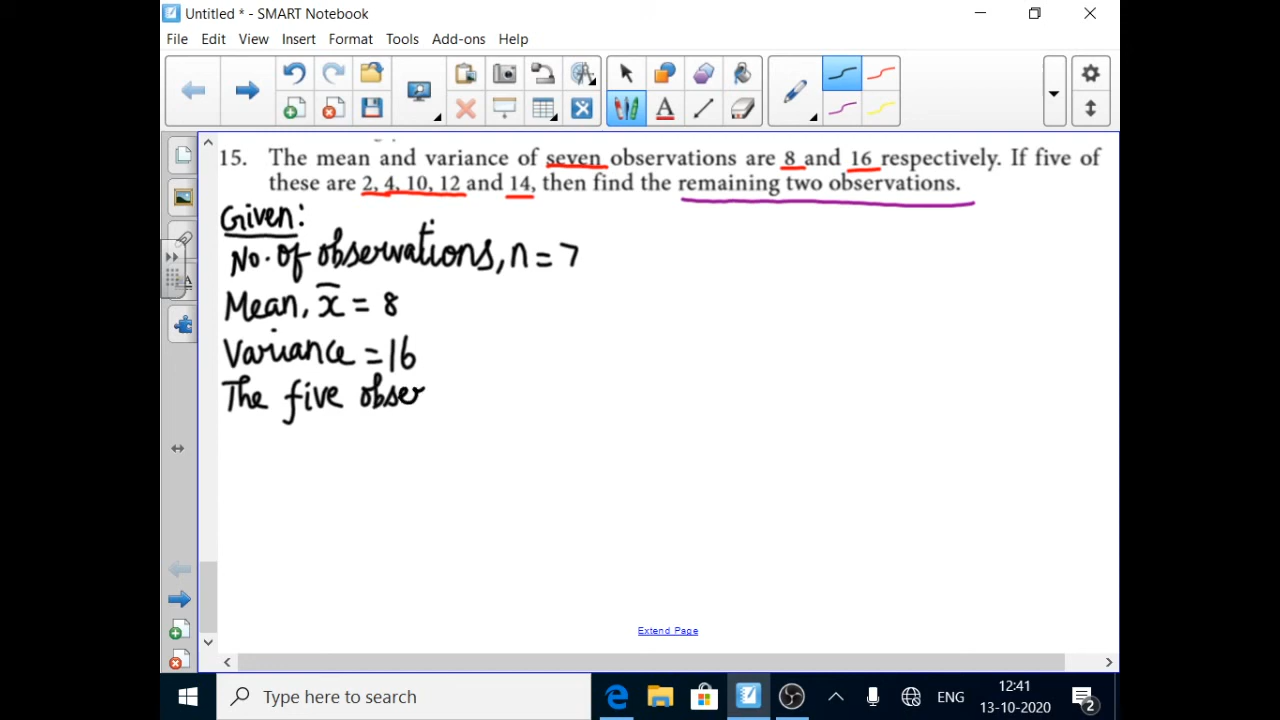 Untitled * - SMART Notebook
File Edit View Insert Format Tools Add-ons Help
15. The mean and variance of seven observations are 8 and 16 respectively. If five of
these are 2, 4, 10, 12 and 14, then find the remaining two observations.
Given:
No. of observations, n = 7
Mean, x̄ = 8
Variance = 16
The five obser
Extend Page
Type here to search
ENG
12:41
13-10-2020
2